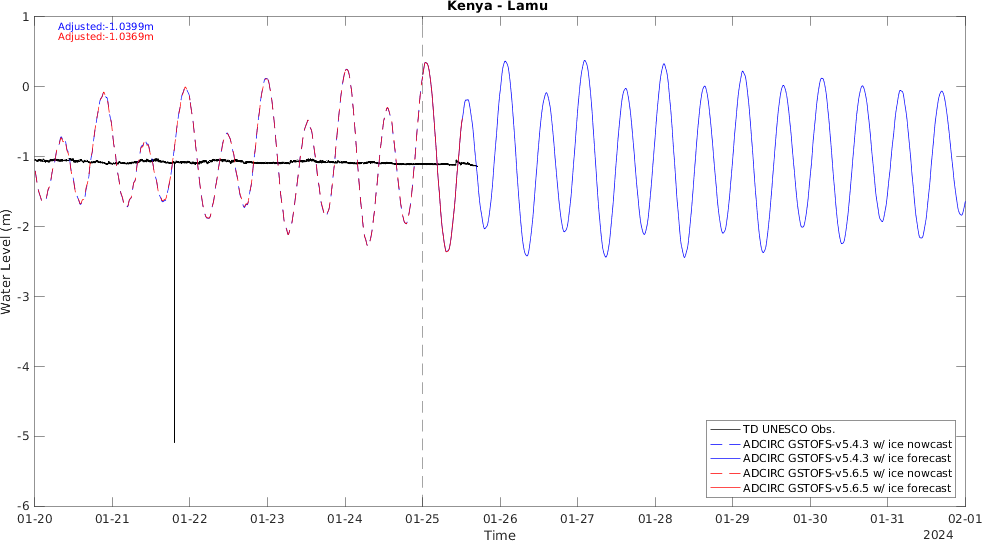 Kenya - Lamu
Adjusted:-1.0399m
Adjusted:-1.0369m
1
0
-1
-2
-3
-4
-5
-6
Water Level (m)
TD UNESCO Obs.
ADCIRC GSTOFS-v5.4.3 w/ ice nowcast
ADCIRC GSTOFS-v5.4.3 w/ ice forecast
ADCIRC GSTOFS-v5.6.5 w/ ice nowcast
ADCIRC GSTOFS-v5.6.5 w/ ice forecast
01-20 01-21 01-22 01-23 01-24 01-25 01-26 01-27 01-28 01-29 01-30 01-31 02-01
Time
2024